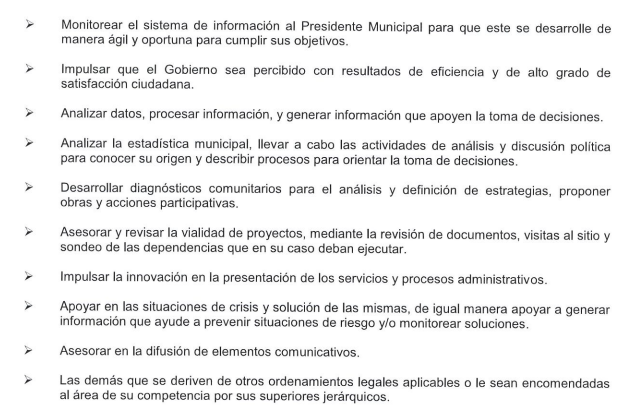 ➢ Monitorear el sistema de información al Presidente Municipal para que este se desarrolle de
manera ágil y oportuna para cumplir sus objetivos.
➢ Impulsar que el Gobierno sea percibido con resultados de eficiencia y de alto grado de
satisfacción ciudadana.
➢ Analizar datos, procesar información, y generar información que apoyen la toma de decisiones.
➢ Analizar la estadística municipal, llevar a cabo las actividades de análisis y discusión política
para conocer su origen y describir procesos para orientar la toma de decisiones.
➢ Desarrollar diagnósticos comunitarios para el análisis y definición de estrategias, proponer
obras y acciones participativas.
➢ Asesorar y revisar la vialidad de proyectos, mediante la revisión de documentos, visitas al sitio y
sondeo de las dependencias que en su caso deban ejecutar.
➢ Impulsar la innovación en la presentación de los servicios y procesos administrativos.
➢ Apoyar en las situaciones de crisis y solución de las mismas, de igual manera apoyar a generar
información que ayude a prevenir situaciones de riesgo y/o monitorear soluciones.
➢ Asesorar en la difusión de elementos comunicativos.
➢ Las demás que se deriven de otros ordenamientos legales aplicables o le sean encomendadas
al área de su competencia por sus superiores jerárquicos.